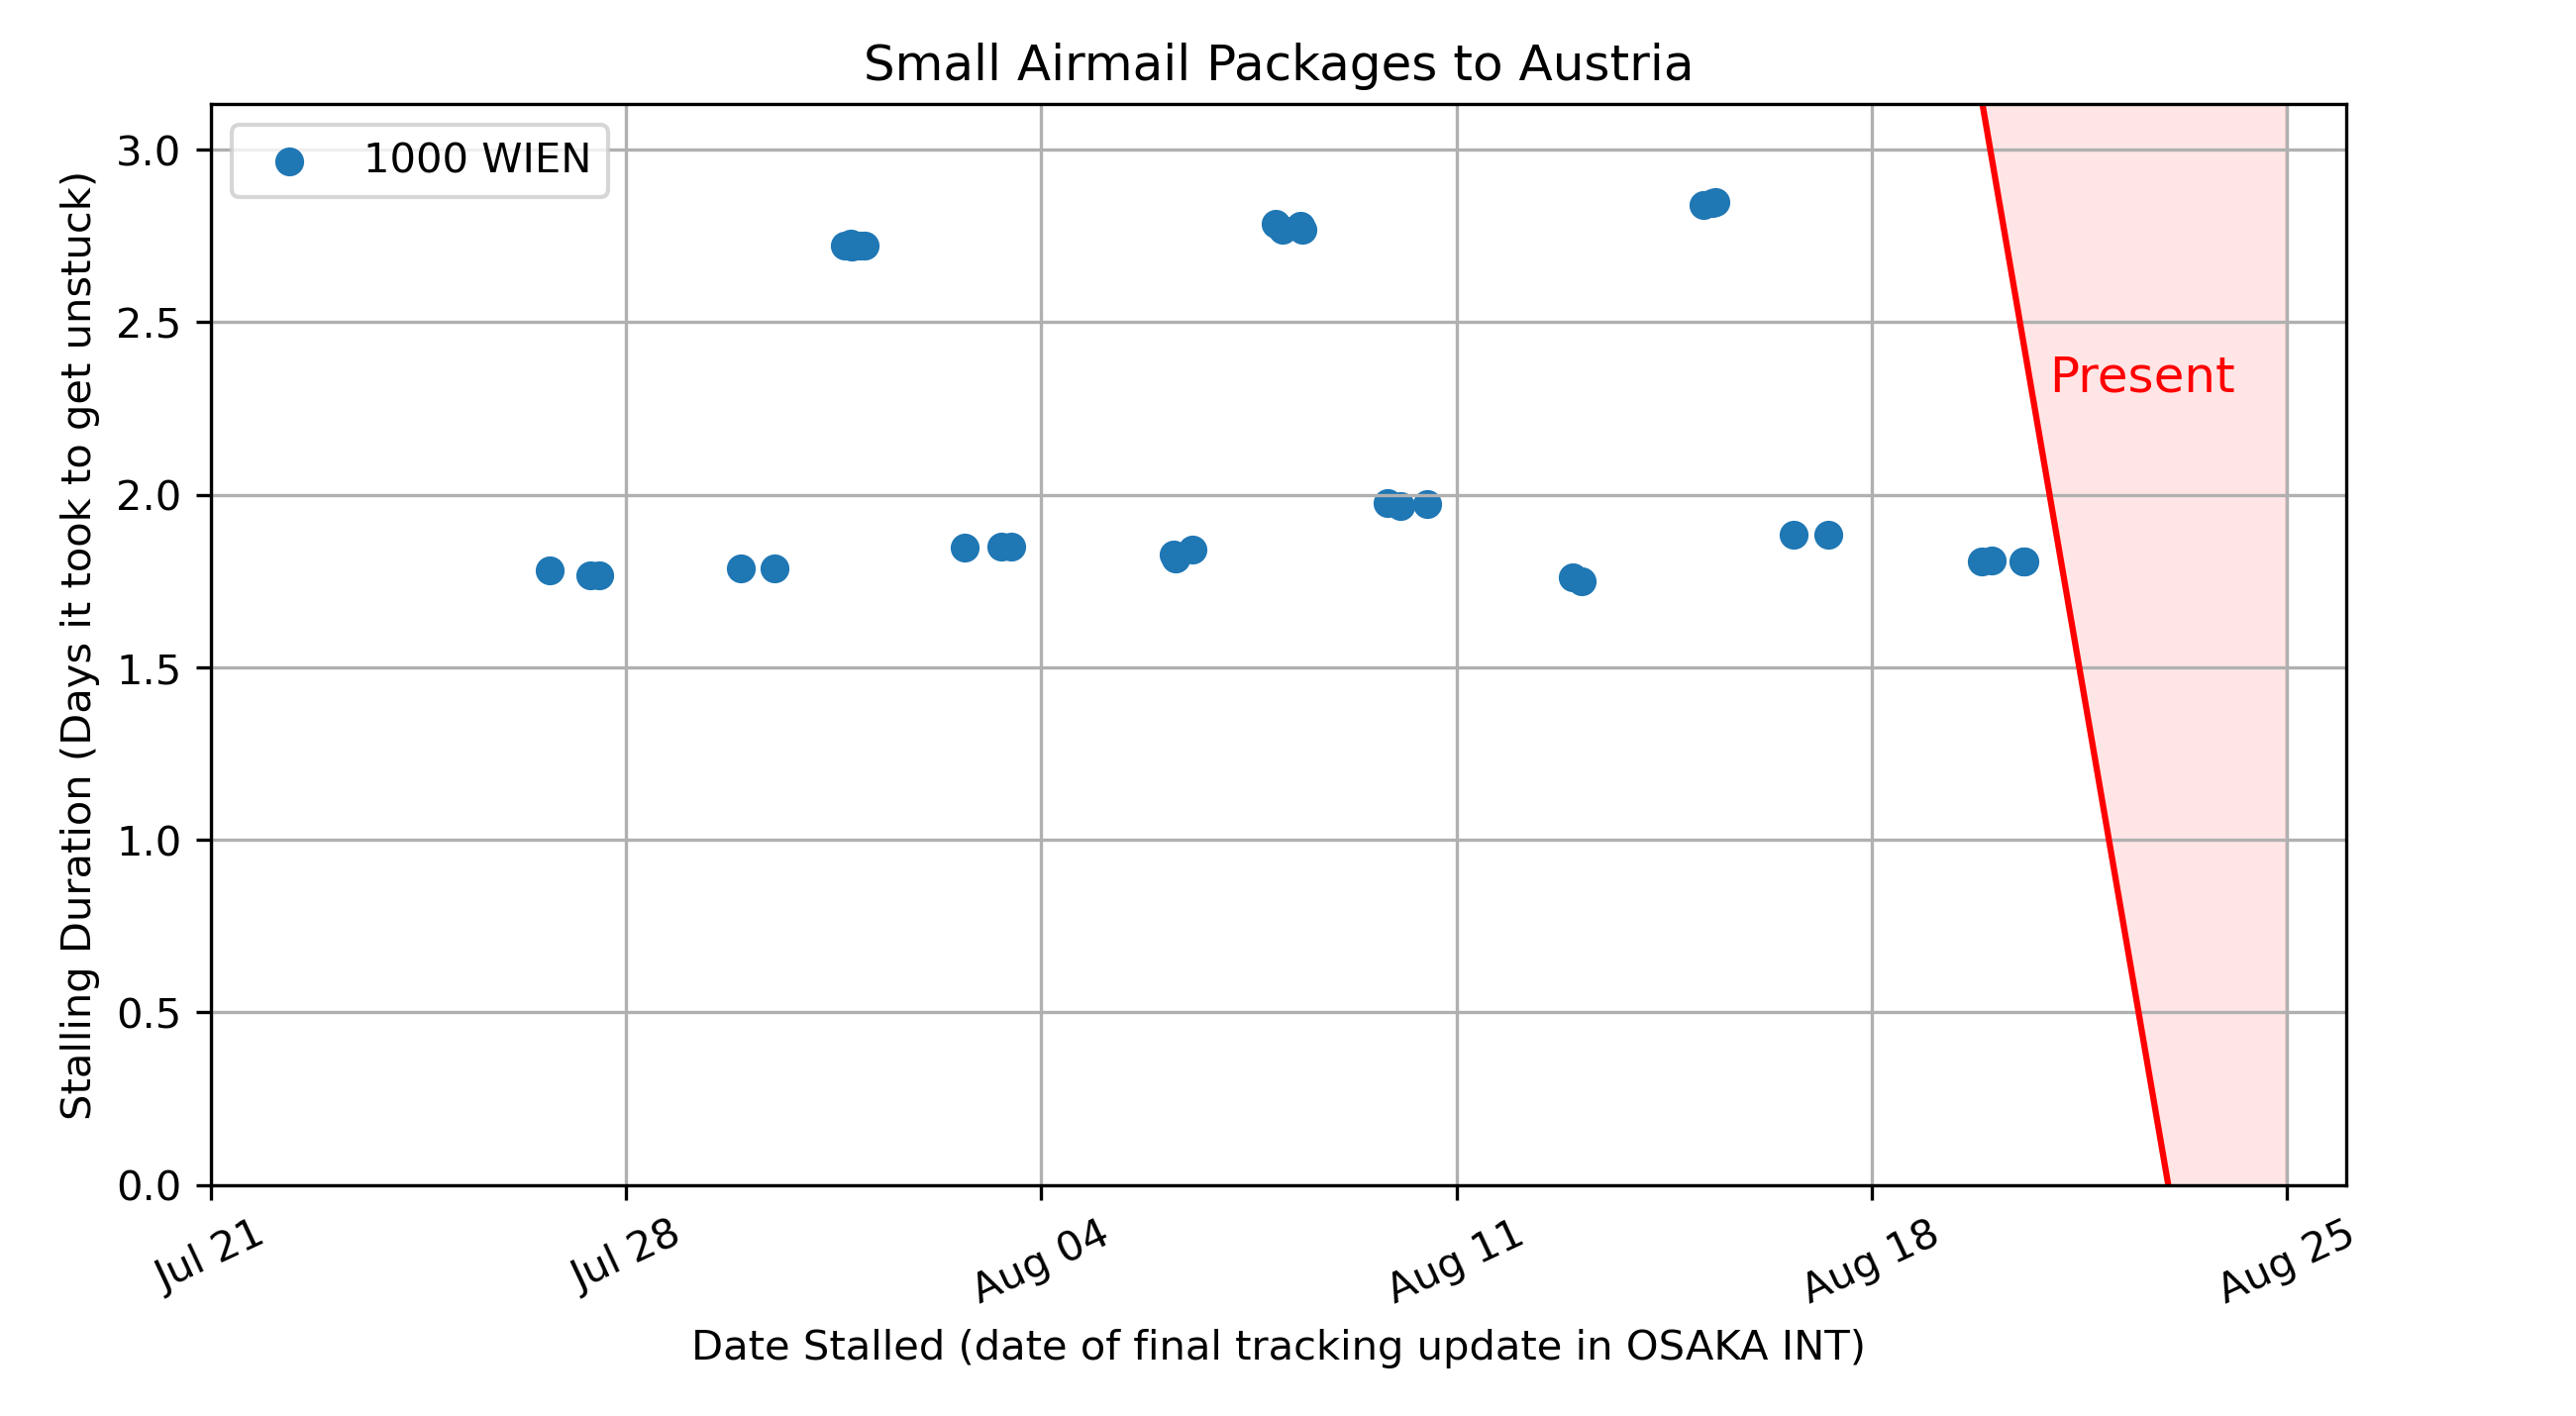 Small Airmail Packages to Austria
1000 WIEN
3.0
2.5
2.0
1.5
1.0
0.5
0.0
Stalling Duration (Days it took to get unstuck)
Present
Jul 21
Jul 28
Aug 04
Aug 11
Aug 18
Aug 25
Date Stalled (date of final tracking update in OSAKA INT)